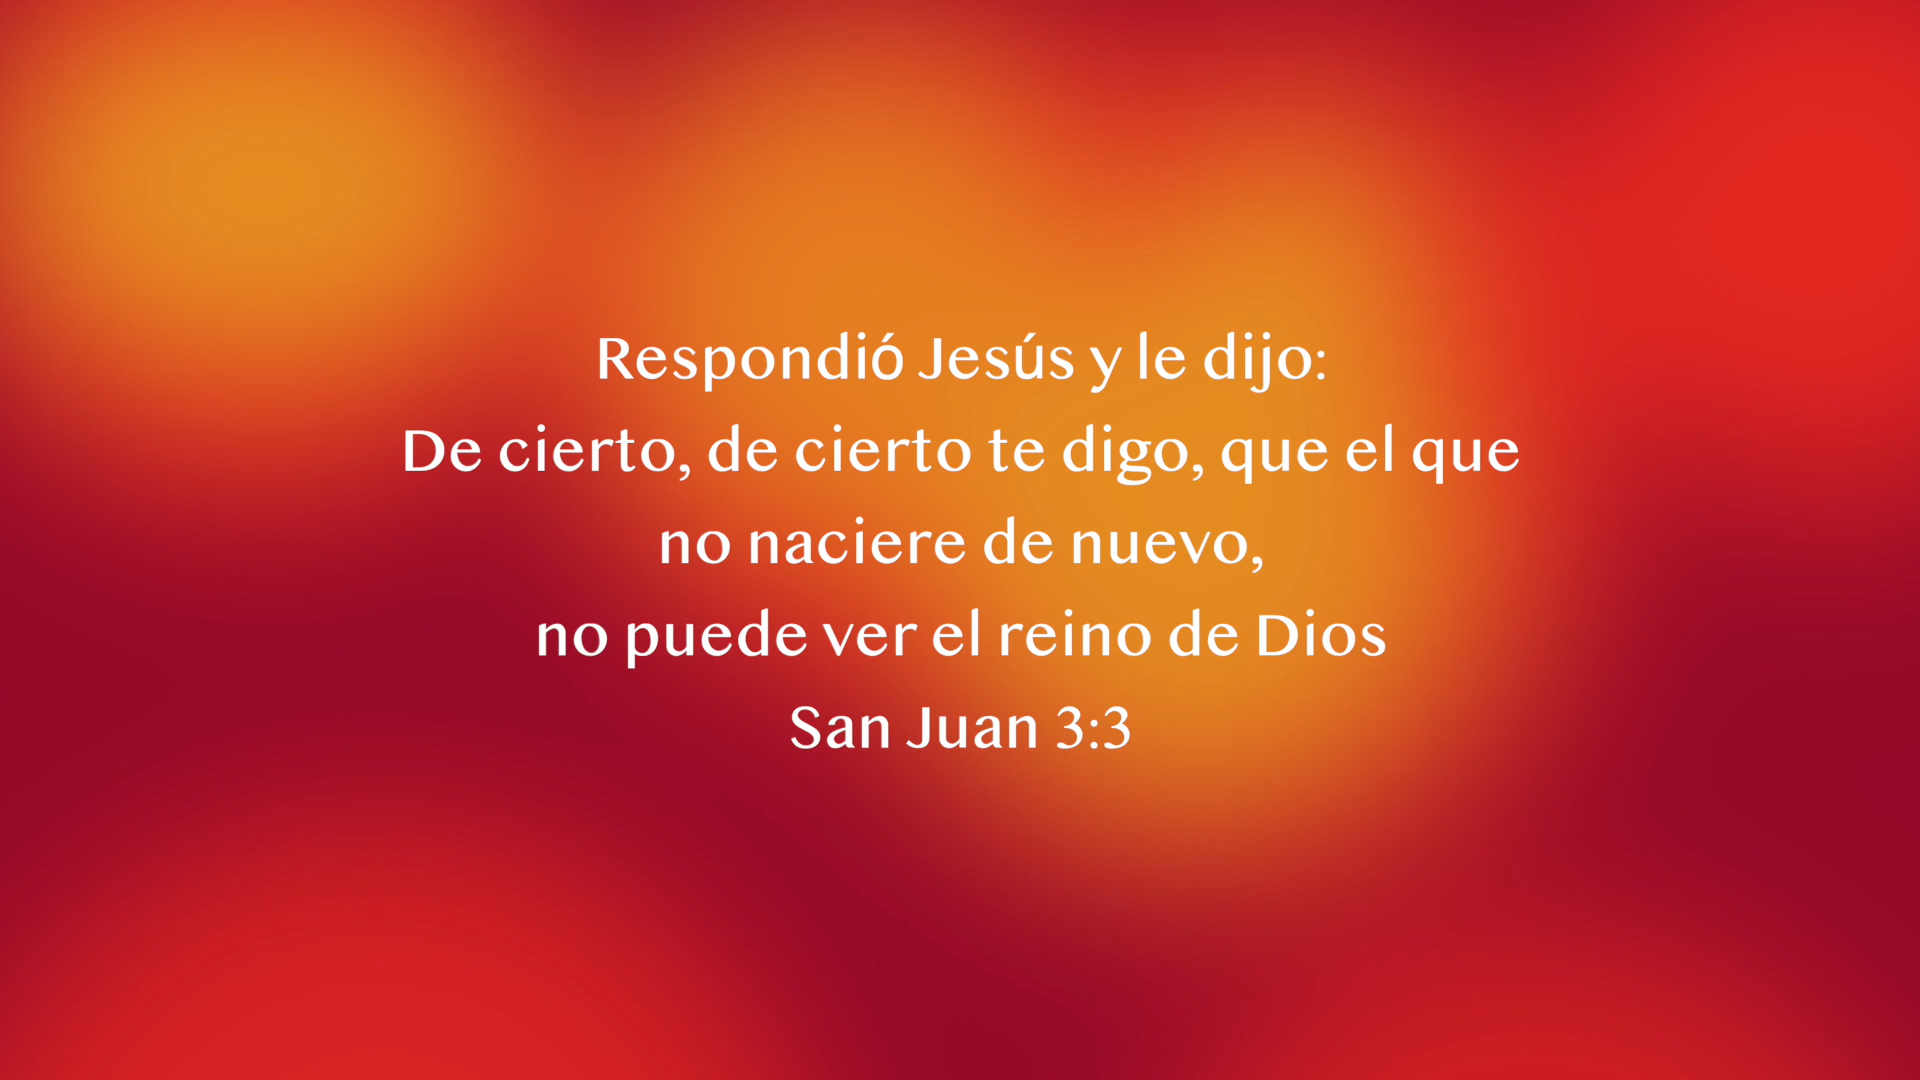 Respondió Jesús y le dijo:
De cierto, de cierto te digo, que el que
no naciere de nuevo,
no puede ver el reino de Dios
San Juan 3:3